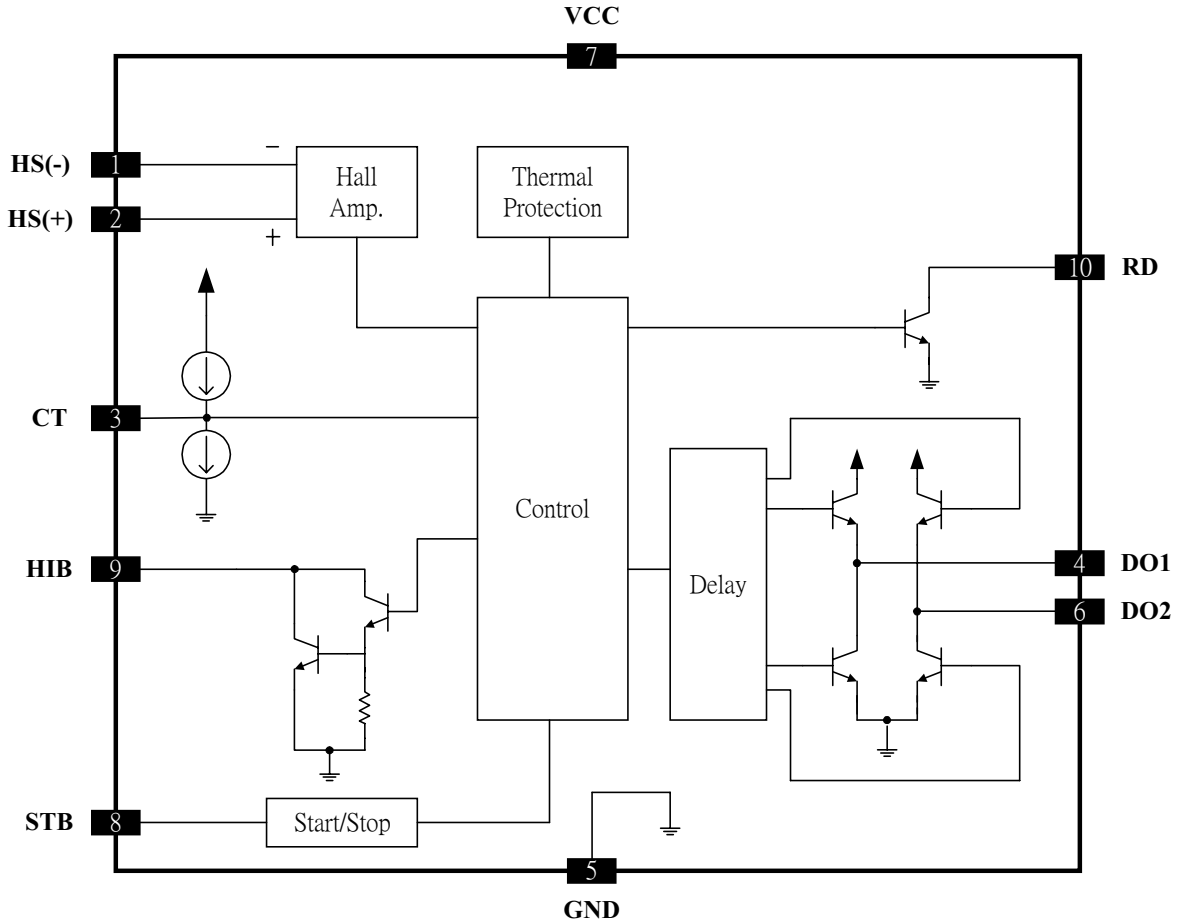 VCC
7
HS(-)
1
−
Hall
Amp.
Thermal
Protection
HS(+)
2
+
10
RD
CT
3
Control
Delay
HIB
9
4
DO1
6
DO2
STB
8
Start/Stop
5
GND